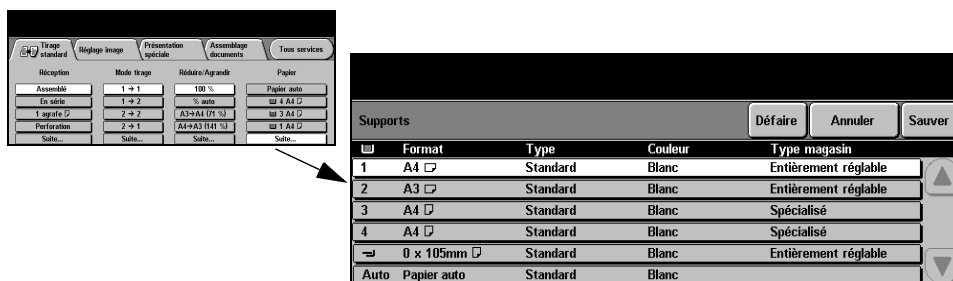 Tirage standard Réglage image Présentation spéciale Assemblage documents Tous services
Réception Mode tirage Réduire/Agrandir Papier
Assemblé 1 → 1 100 % Papier auto
En série 1 → 2 % auto 4 A4
1 agrafe 2 → 2 A3→A4 (71 %) 3 A4
Perforation 2 → 1 A4→A3 (141 %) 1 A4
Suite... Suite... Suite... Suite...
Supports Défaire Annuler Sauver
Format Type Couleur Type magasin
1 A4 Standard Blanc Entièrement réglable
2 A3 Standard Blanc Entièrement réglable
3 A4 Standard Blanc Spécialisé
4 A4 Standard Blanc Spécialisé
0 x 105mm Standard Blanc Entièrement réglable
Auto Papier auto Standard Blanc